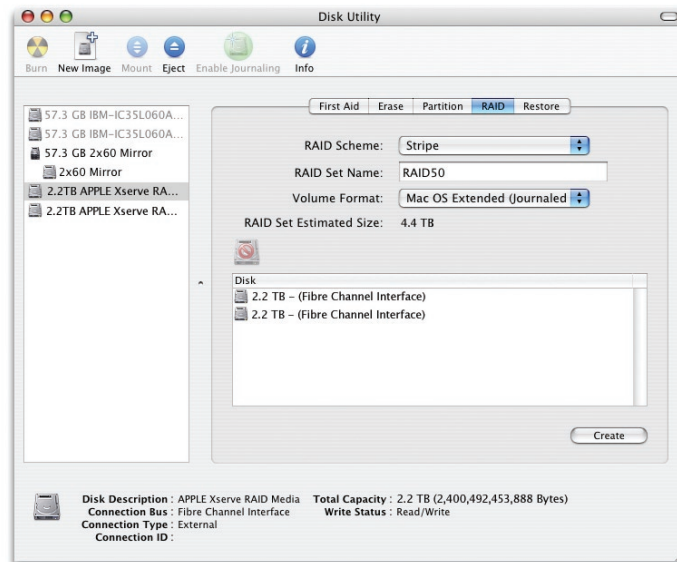 Disk Utility
Burn New Image Mount Eject Enable Journaling Info
57.3 GB IBM-IC35L060A...
57.3 GB IBM-IC35L060A...
57.3 GB 2x60 Mirror
2x60 Mirror
2.2TB APPLE Xserve RA...
2.2TB APPLE Xserve RA...
First Aid Erase Partition RAID Restore
RAID Scheme: Stripe
RAID Set Name: RAID50
Volume Format: Mac OS Extended (Journaled
RAID Set Estimated Size: 4.4 TB
Disk
2.2 TB – (Fibre Channel Interface)
2.2 TB – (Fibre Channel Interface)
Create
Disk Description : APPLE Xserve RAID Media Total Capacity : 2.2 TB (2,400,492,453,888 Bytes)
Connection Bus : Fibre Channel Interface Write Status : Read/Write
Connection Type : External
Connection ID :